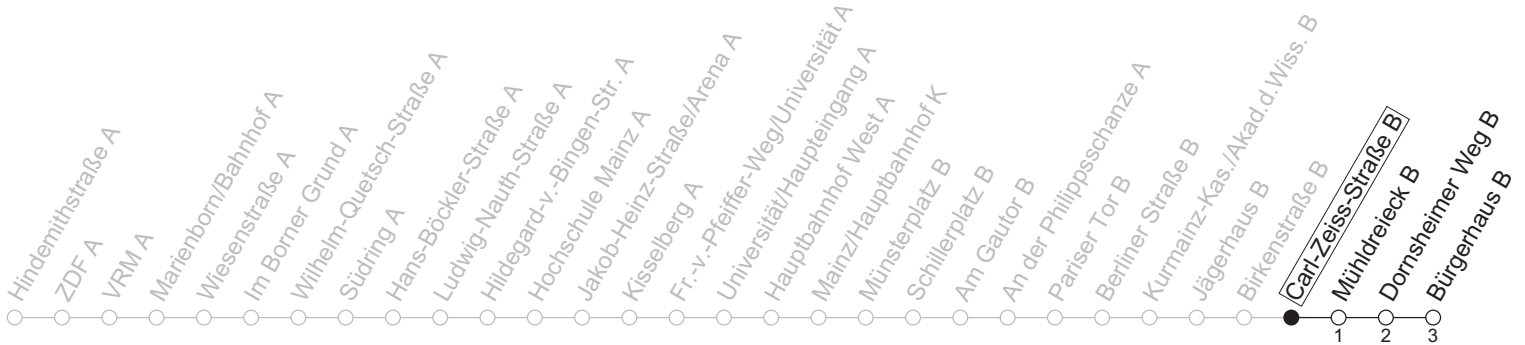 Hindemithstraße A
ZDF A
VRM A
Marienborn/Bahnhof A
Wiesenstraße A
Im Borner Grund A
Wilhelm-Quetsch-Straße A
Südring A
Hans-Böckler-Straße A
Ludwig-Nauth-Straße A
Hildegard-v.-Bingen-Str. A
Hochschule Mainz A
Jakob-Heinz-Straße/Arena A
Kisselberg A
Fr.-v.-Pfeiffer-Weg/Universität A
Universität/Haupteingang A
Hauptbahnhof West A
Mainz/Hauptbahnhof K
Münsterplatz B
Schillerplatz B
Am Gautor B
An der Philippsschanze A
Pariser Tor B
Berliner Straße B
Kurmainz-Kas./Akad.d.Wiss. B
Jägerhaus B
Birkenstraße B
Carl-Zeiss-Straße B
Mühldreieck B
Dornsheimer Weg B
Bürgerhaus B
1 2 3